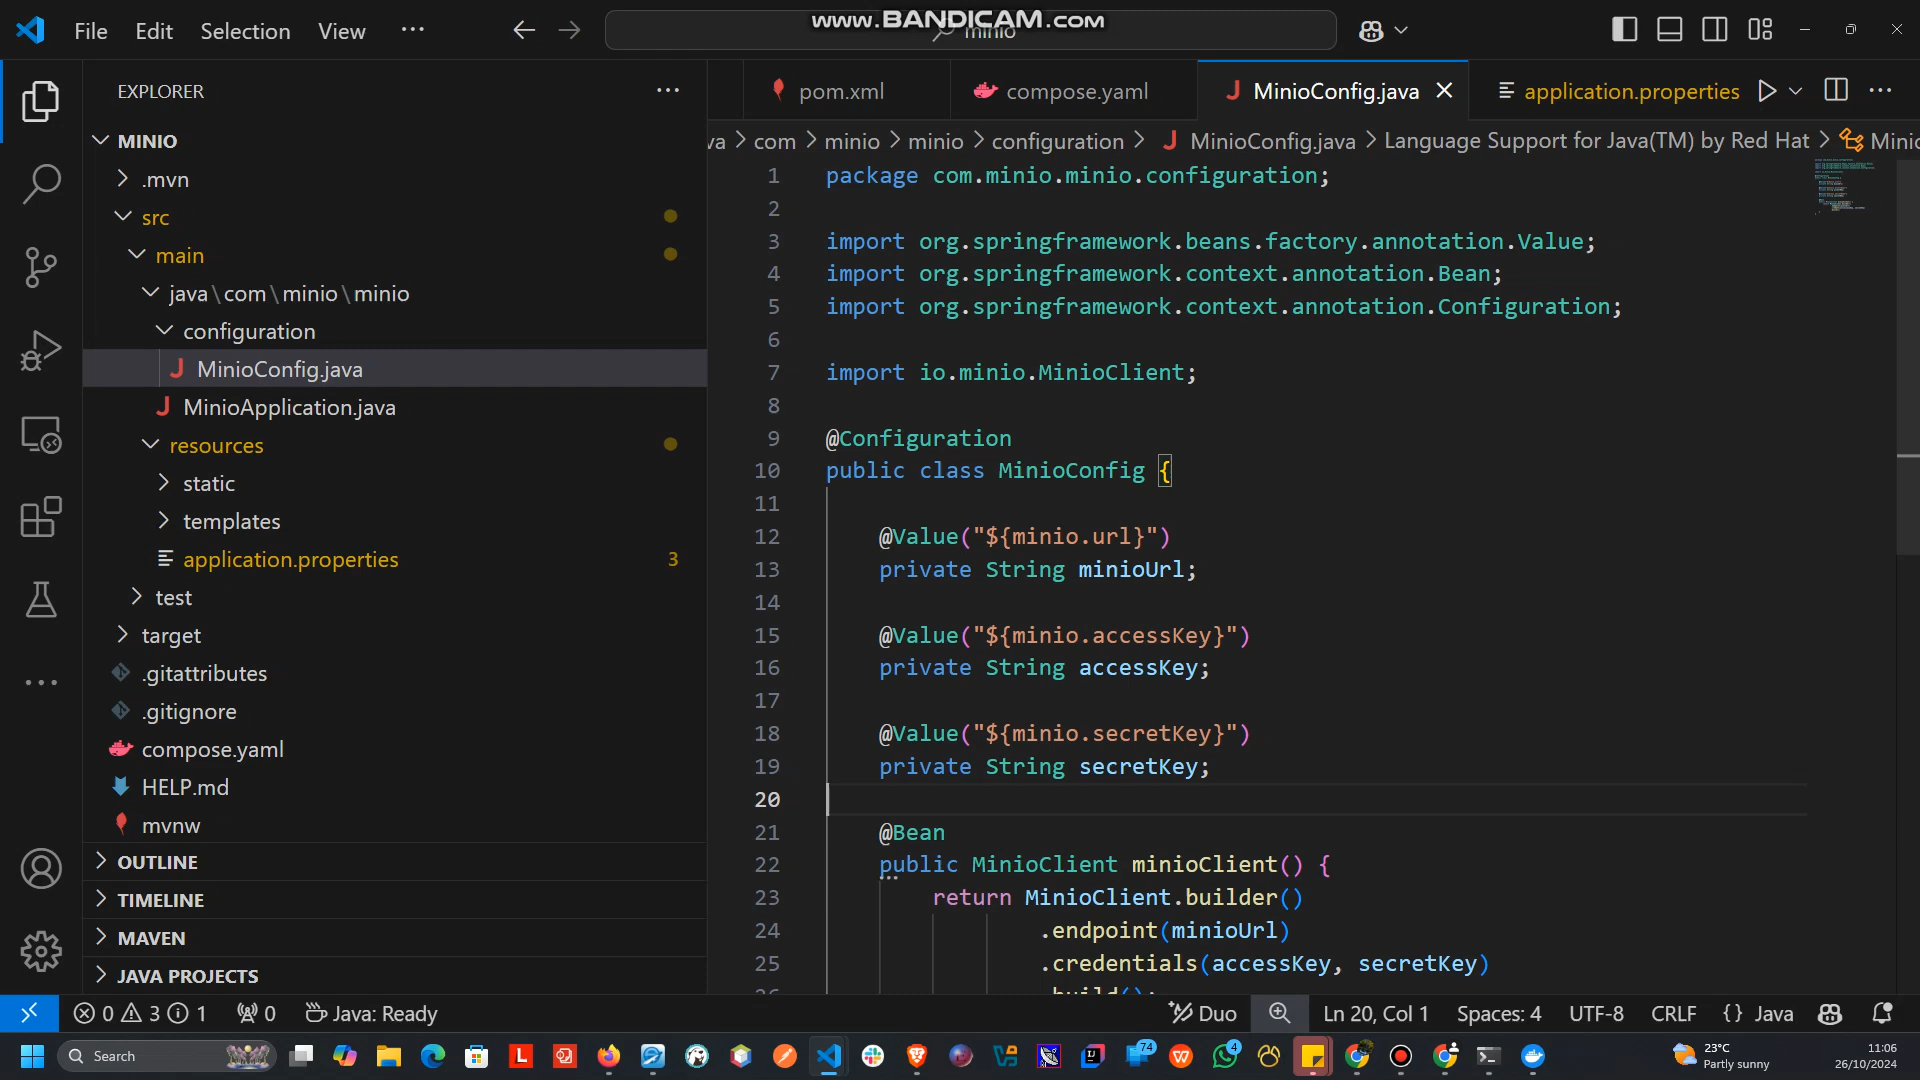 File Edit Selection View ...
www.BANDICAM.com
minio
EXPLORER
MINIO
.mvn
src
main
java\com\minio\minio
configuration
MinioConfig.java
MinioApplication.java
resources
static
templates
application.properties 3
test
target
.gitattributes
.gitignore
compose.yaml
HELP.md
mvnw
OUTLINE
TIMELINE
MAVEN
JAVA PROJECTS
pom.xml compose.yaml MinioConfig.java application.properties
va > com > minio > minio > configuration > MinioConfig.java > Language Support for Java(TM) by Red Hat > Minio
1 package com.minio.minio.configuration;
2
3 import org.springframework.beans.factory.annotation.Value;
4 import org.springframework.context.annotation.Bean;
5 import org.springframework.context.annotation.Configuration;
6
7 import io.minio.MinioClient;
8
9 @Configuration
10 public class MinioConfig {
11
12 @Value("${minio.url}")
13 private String minioUrl;
14
15 @Value("${minio.accessKey}")
16 private String accessKey;
17
18 @Value("${minio.secretKey}")
19 private String secretKey;
20
21 @Bean
22 public MinioClient minioClient() {
23 return MinioClient.builder()
24 .endpoint(minioUrl)
25 .credentials(accessKey, secretKey)
26 .build();
0 3 1 0 Java: Ready Duo Ln 20, Col 1 Spaces: 4 UTF-8 CRLF {} Java
Search 74 4 23°C Partly sunny 11:06 26/10/2024